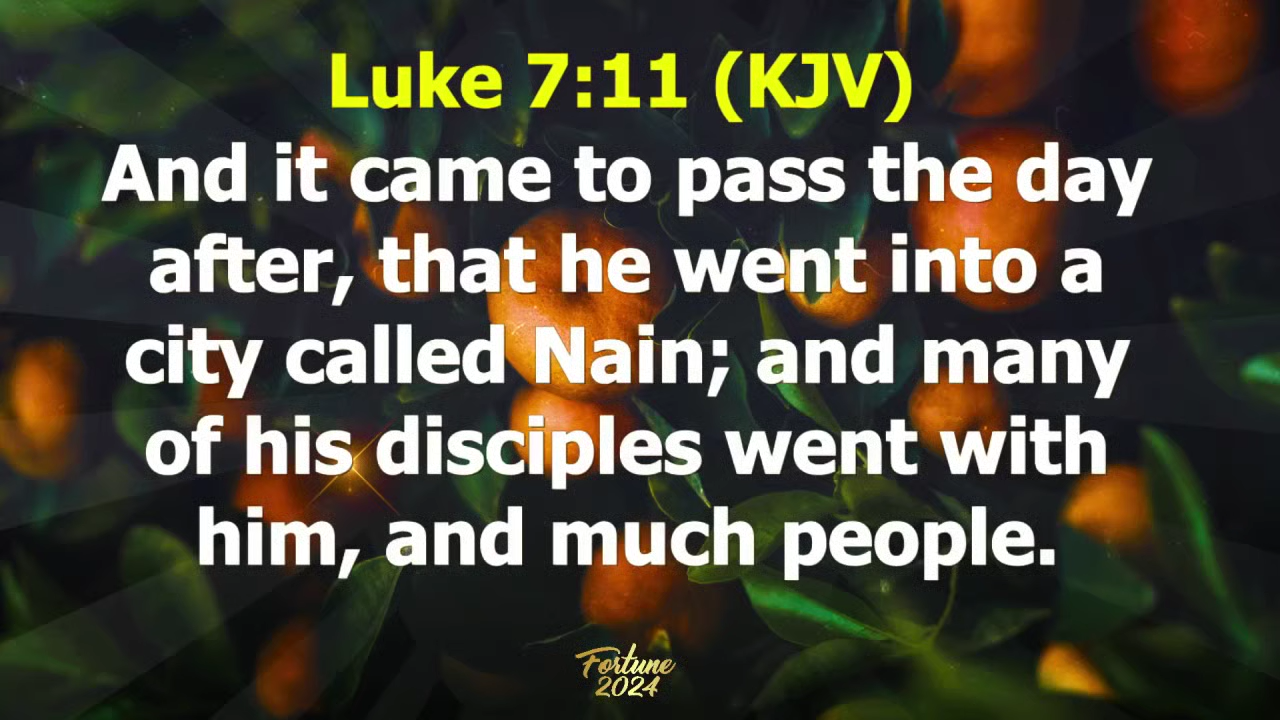 Luke 7:11 (KJV)
And it came to pass the day
after, that he went into a
city called Nain; and many
of his disciples went with
him, and much people.
Fortune
2024